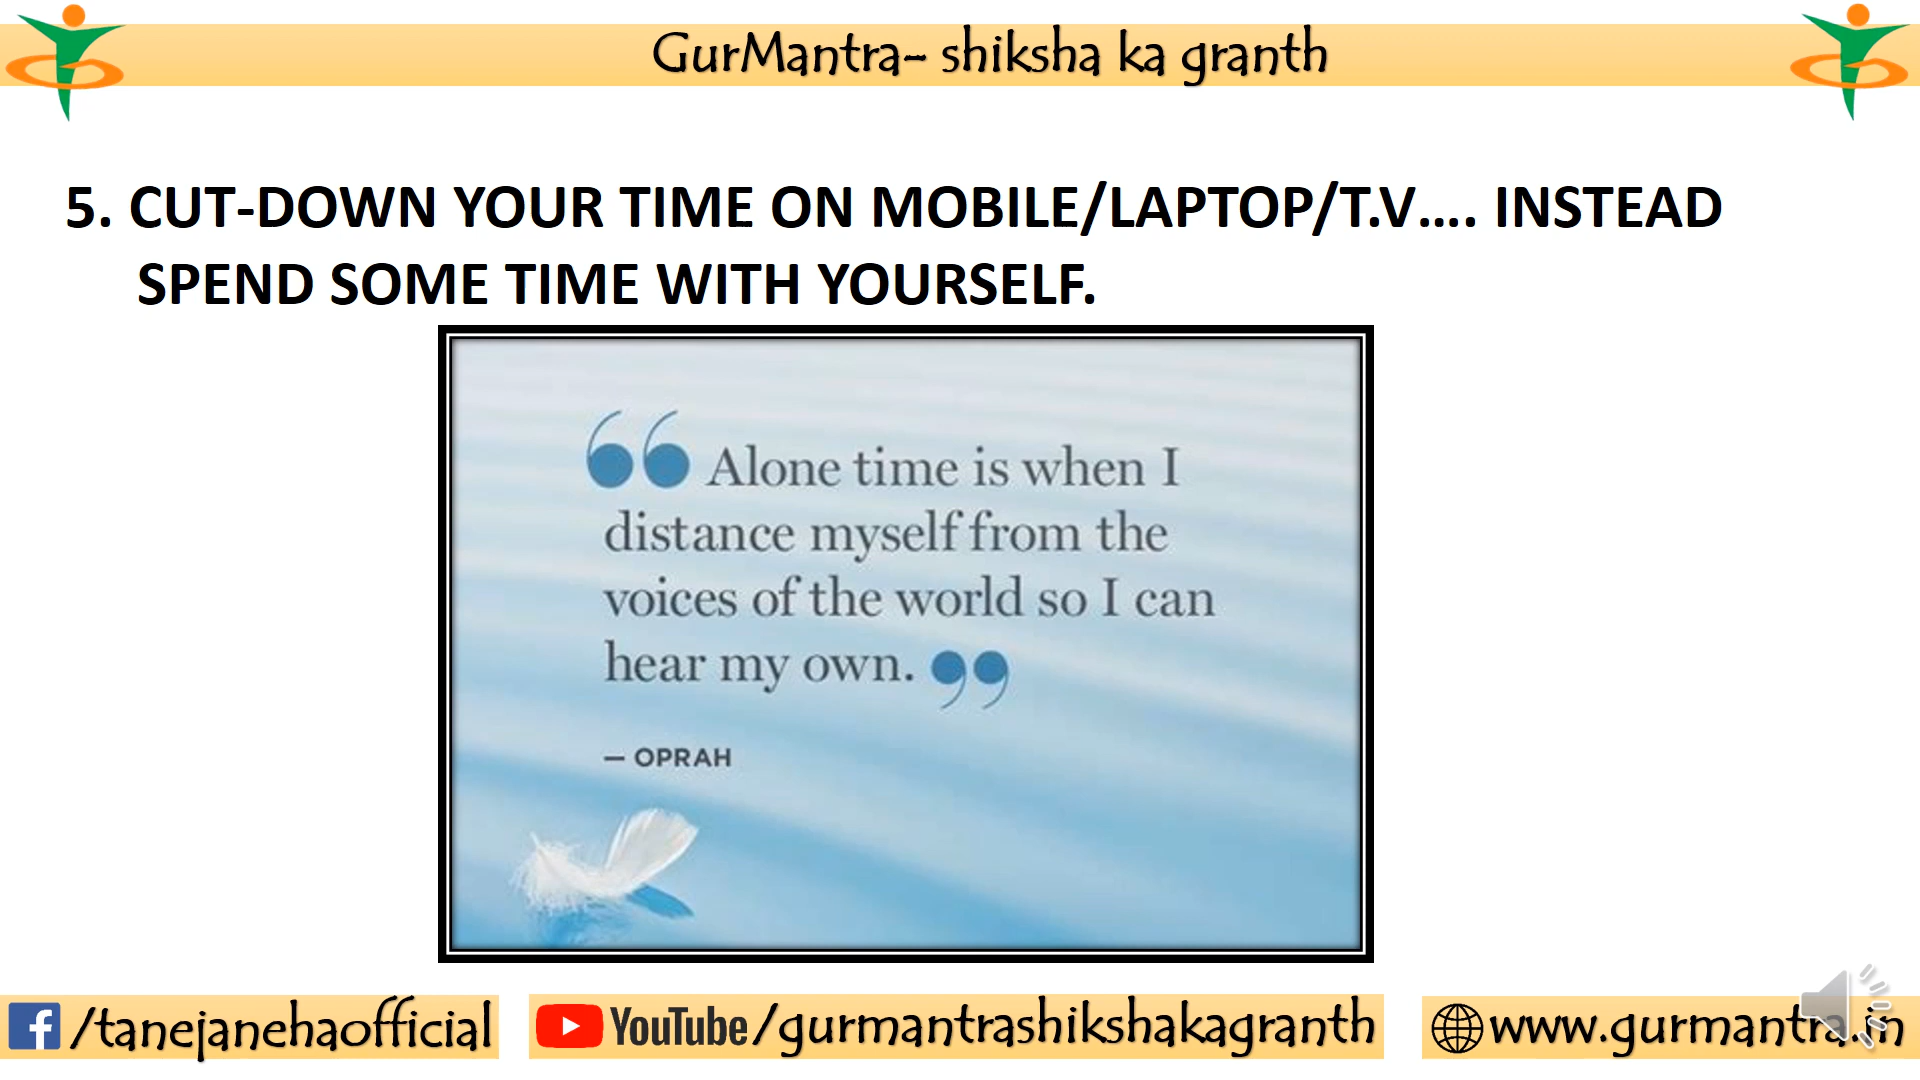 GurMantra- shiksha ka granth
5. CUT-DOWN YOUR TIME ON MOBILE/LAPTOP/T.V.... INSTEAD
SPEND SOME TIME WITH YOURSELF.
“ Alone time is when I
distance myself from the
voices of the world so I can
hear my own. ”
— OPRAH
/tanejanehaofficial
YouTube/gurmantrashikshakagranth
www.gurmantra.in